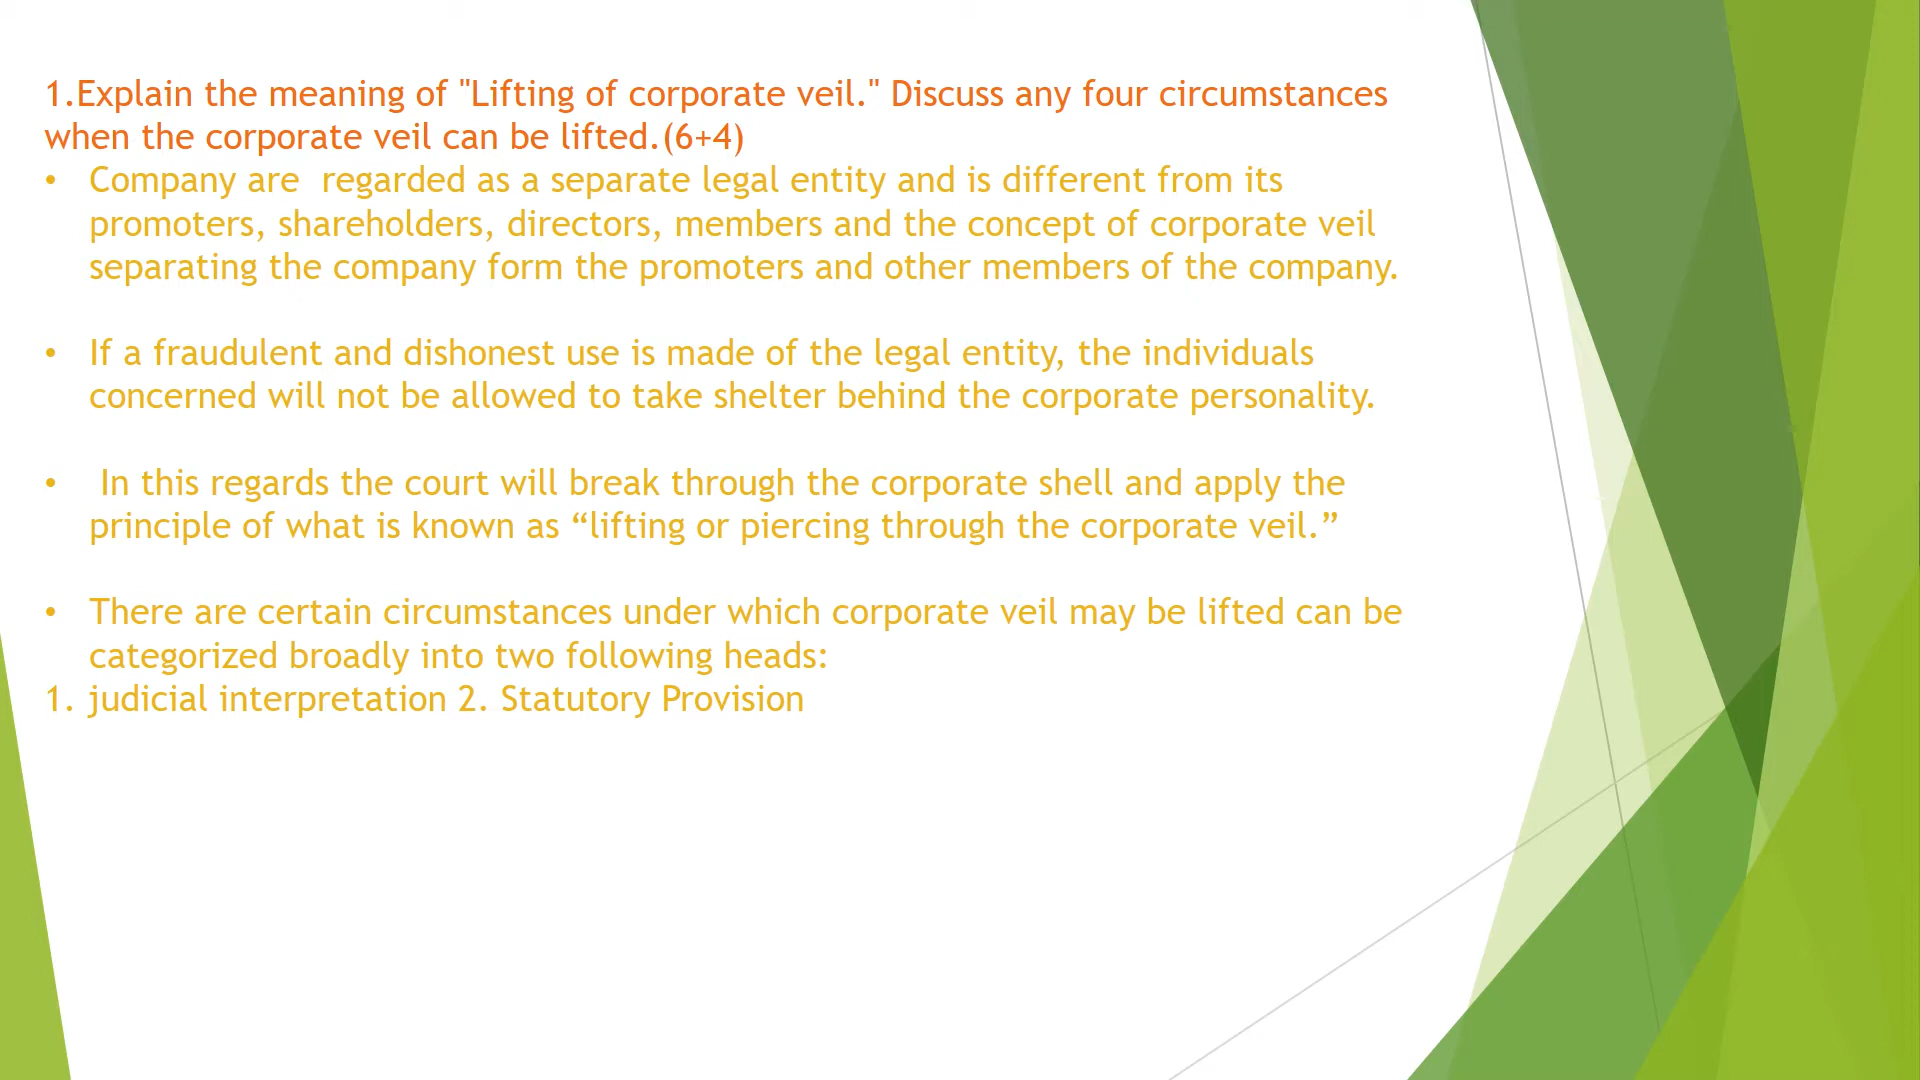 1.Explain the meaning of "Lifting of corporate veil." Discuss any four circumstances
when the corporate veil can be lifted.(6+4)
• Company are  regarded as a separate legal entity and is different from its
promoters, shareholders, directors, members and the concept of corporate veil
separating the company form the promoters and other members of the company.
• If a fraudulent and dishonest use is made of the legal entity, the individuals
concerned will not be allowed to take shelter behind the corporate personality.
•  In this regards the court will break through the corporate shell and apply the
principle of what is known as “lifting or piercing through the corporate veil.”
• There are certain circumstances under which corporate veil may be lifted can be
categorized broadly into two following heads:
1. judicial interpretation 2. Statutory Provision